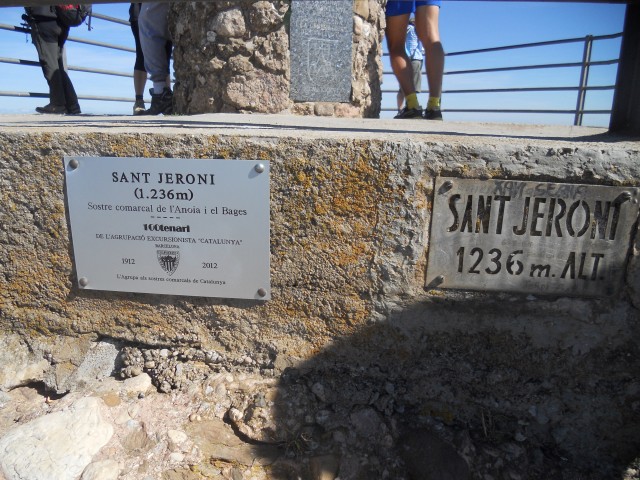 SANT JERONI
(1.236m)
Sostre comarcal de l'Anoia i el Bages
100tenari
DE L'AGRUPACIÓ EXCURSIONISTA "CATALUNYA"
BARCELONA
1912
2012
L'Agrupa als sostres comarcals de Catalunya
SANT JERONI
1236 m. ALT.